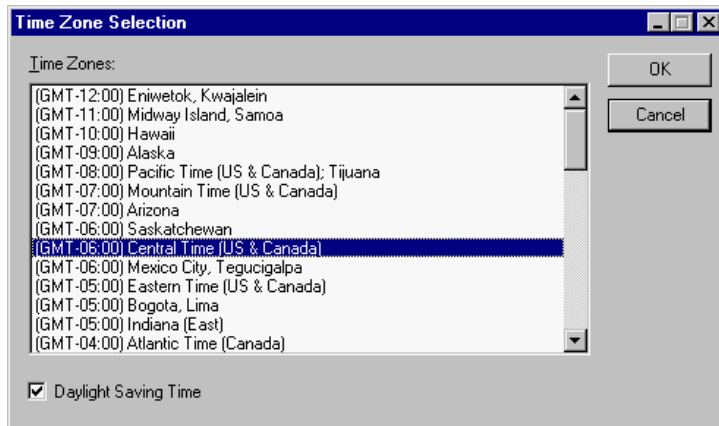 Time Zone Selection
Time Zones:
(GMT-12:00) Eniwetok, Kwajalein
(GMT-11:00) Midway Island, Samoa
(GMT-10:00) Hawaii
(GMT-09:00) Alaska
(GMT-08:00) Pacific Time (US & Canada); Tijuana
(GMT-07:00) Mountain Time (US & Canada)
(GMT-07:00) Arizona
(GMT-06:00) Saskatchewan
(GMT-06:00) Central Time (US & Canada)
(GMT-06:00) Mexico City, Tegucigalpa
(GMT-05:00) Eastern Time (US & Canada)
(GMT-05:00) Bogota, Lima
(GMT-05:00) Indiana (East)
(GMT-04:00) Atlantic Time (Canada)
OK
Cancel
Daylight Saving Time